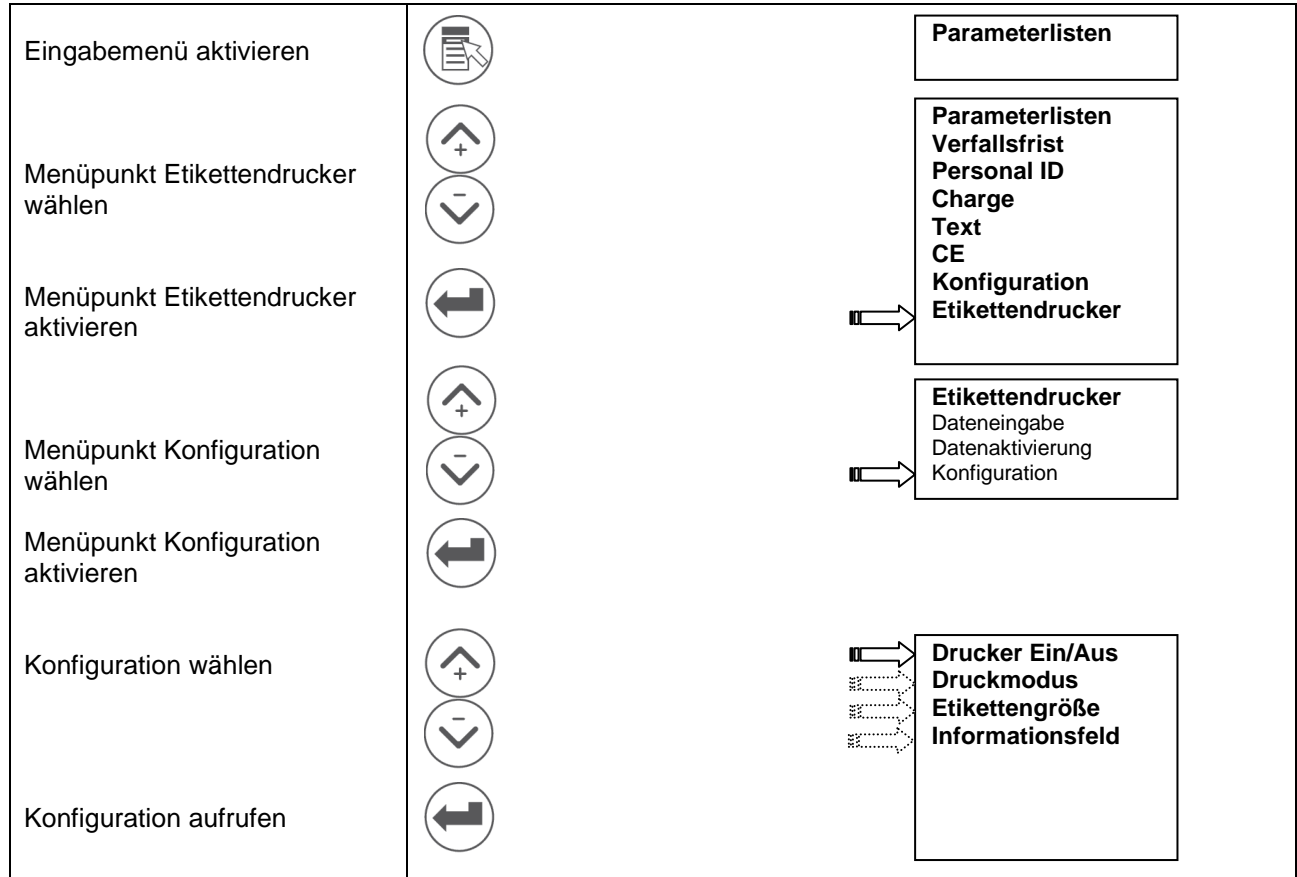 Eingabemenü aktivieren
Parameterlisten
Menüpunkt Etikettendrucker
wählen
+
−
Parameterlisten
Verfallsfrist
Personal ID
Charge
Text
CE
Konfiguration
Etikettendrucker
Menüpunkt Etikettendrucker
aktivieren
Menüpunkt Konfiguration
wählen
+
−
Etikettendrucker
Dateneingabe
Datenaktivierung
Konfiguration
Menüpunkt Konfiguration
aktivieren
Konfiguration wählen
+
−
Drucker Ein/Aus
Druckmodus
Etikettengröße
Informationsfeld
Konfiguration aufrufen